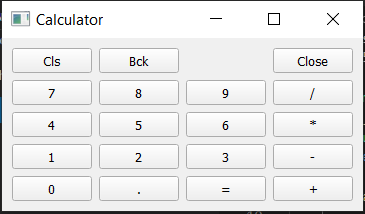 Calculator
Cls Bck Close
7 8 9 /
4 5 6 *
1 2 3 -
0 . = +